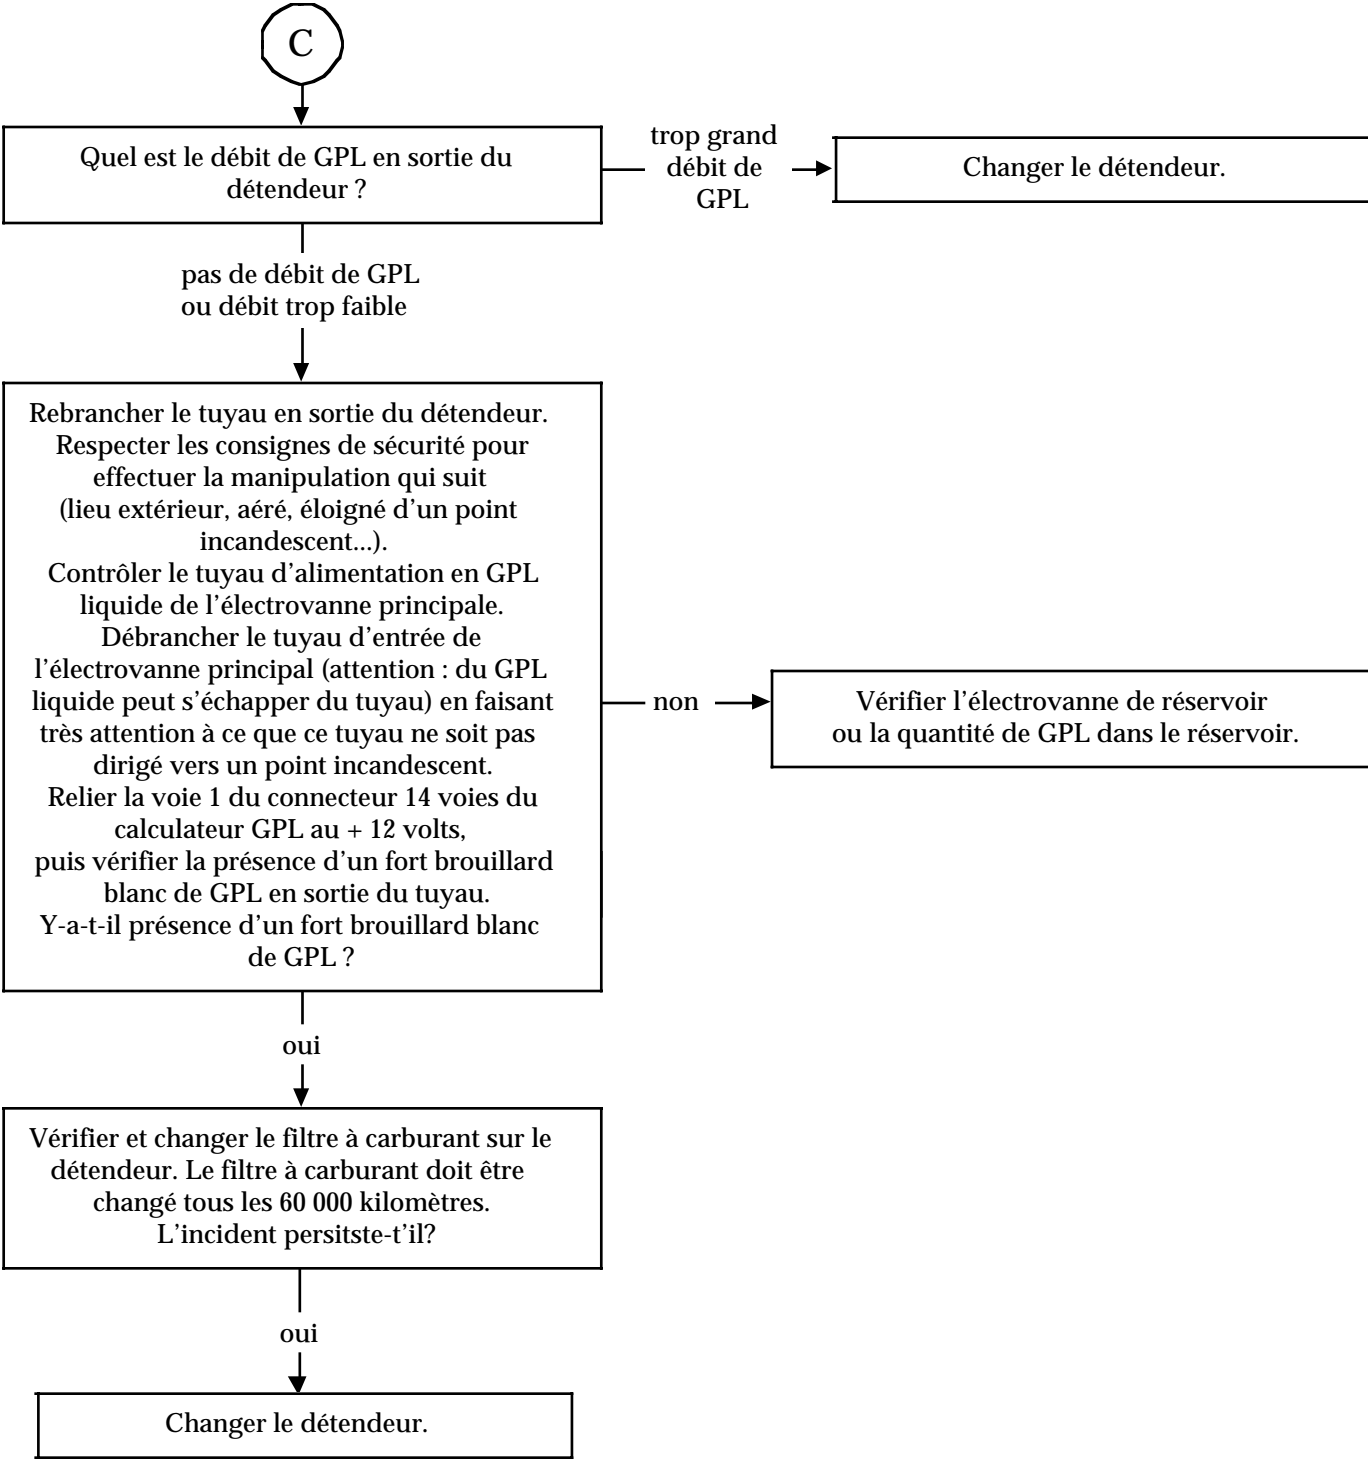 C
Quel est le débit de GPL en sortie du
détendeur ?
trop grand
débit de
GPL
Changer le détendeur.
pas de débit de GPL
ou débit trop faible
Rebrancher le tuyau en sortie du détendeur.
Respecter les consignes de sécurité pour
effectuer la manipulation qui suit
(lieu extérieur, aéré, éloigné d’un point
incandescent...).
Contrôler le tuyau d’alimentation en GPL
liquide de l’électrovanne principale.
Débrancher le tuyau d’entrée de
l’électrovanne principal (attention : du GPL
liquide peut s’échapper du tuyau) en faisant
très attention à ce que ce tuyau ne soit pas
dirigé vers un point incandescent.
Relier la voie 1 du connecteur 14 voies du
calculateur GPL au + 12 volts,
puis vérifier la présence d’un fort brouillard
blanc de GPL en sortie du tuyau.
Y-a-t-il présence d’un fort brouillard blanc
de GPL ?
non
Vérifier l’électrovanne de réservoir
ou la quantité de GPL dans le réservoir.
oui
Vérifier et changer le filtre à carburant sur le
détendeur. Le filtre à carburant doit être
changé tous les 60 000 kilomètres.
L’incident persitste-t’il?
oui
Changer le détendeur.